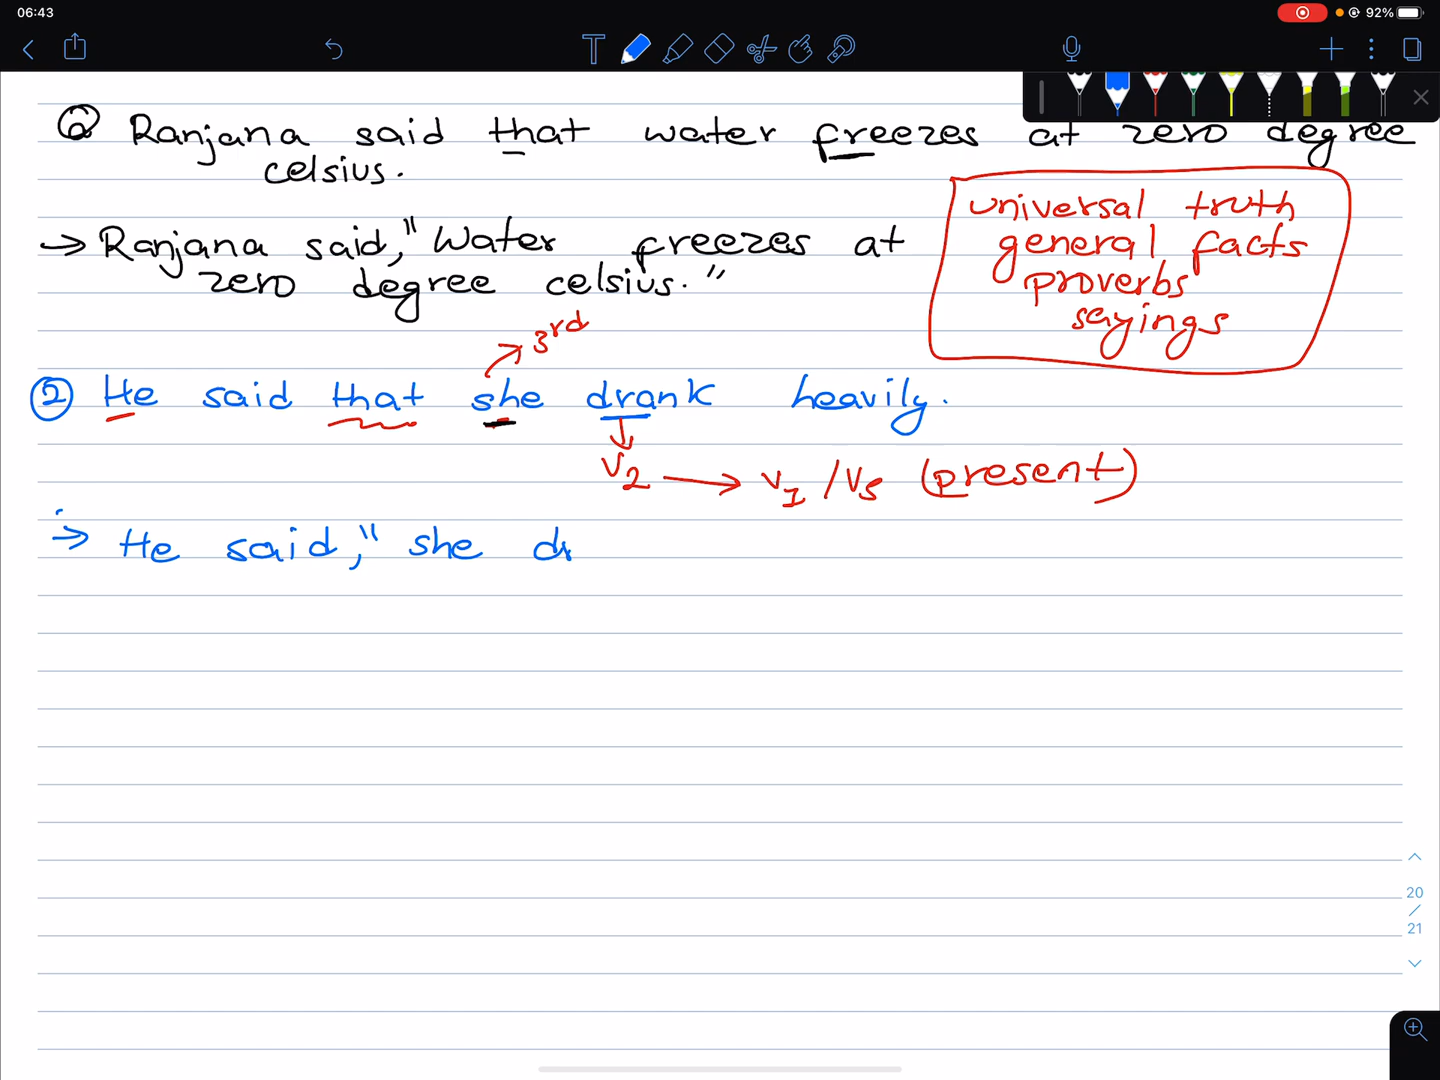 06:43
92%
Q Ranjana said that water freezes at zero degree
celsius.
universal truth
general facts
proverbs
sayings
→ Ranjana said, "Water freezes at
zero degree celsius."
3rd
② He said that she drank heavily.
V2 → V1 / V5 (present)
→ He said, "she dr
20
/
21